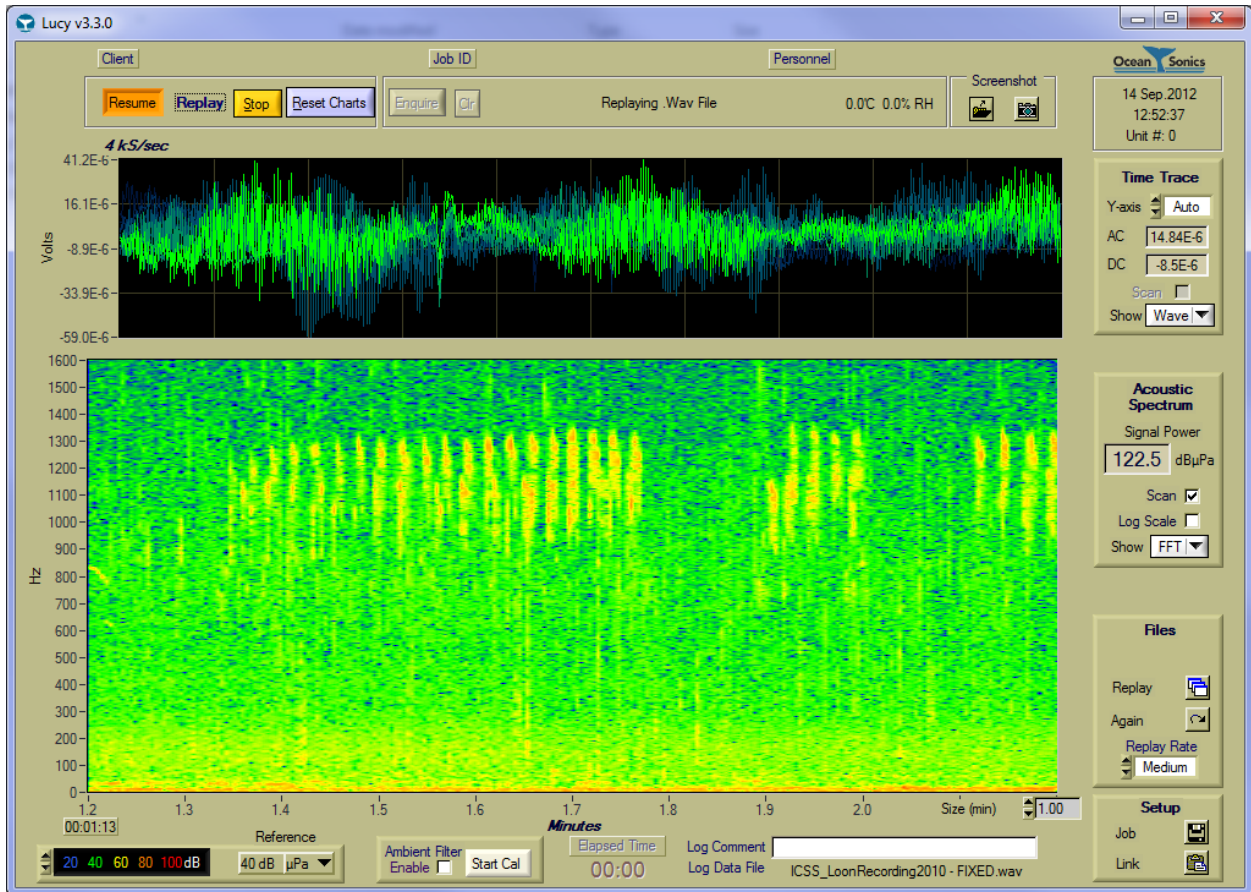 Lucy v3.3.0
Client
Job ID
Personnel
Ocean Sonics
Resume
Replay
Stop
Reset Charts
Enquire
Clr
Replaying .Wav File
0.0℃ 0.0% RH
Screenshot
14 Sep.2012
12:52:37
Unit #: 0
4 kS/sec
41.2E-6
16.1E-6
-8.9E-6
-33.9E-6
-59.0E-6
Volts
Time Trace
Y-axis Auto
AC 14.84E-6
DC -8.5E-6
Scan
Show Wave
1600
1500
1400
1300
1200
1100
1000
900
800
700
600
500
400
300
200
100
0
Hz
1.2 1.3 1.4 1.5 1.6 1.7 1.8 1.9 2.0 Size (min) 1.00
Minutes
Acoustic
Spectrum
Signal Power
122.5 dBµPa
Scan
Log Scale
Show FFT
Files
Replay
Again
Replay Rate
Medium
Setup
Job
Link
00:01:13
Reference
20 40 60 80 100 dB
40 dB µPa
Ambient Filter
Enable
Start Cal
Elapsed Time
00:00
Log Comment
Log Data File ICSS_LoonRecording2010 - FIXED.wav